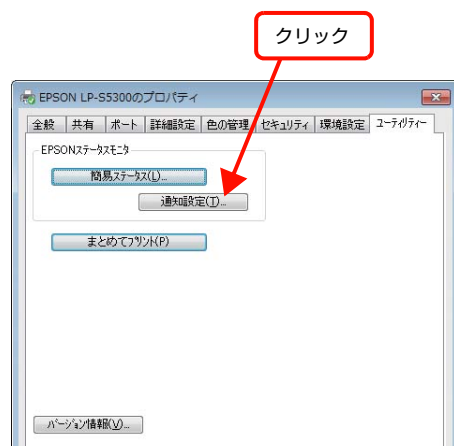 クリック
EPSON LP-S5300のプロパティ
全般 共有 ポート 詳細設定 色の管理 セキュリティ 環境設定 ユーティリティー
EPSONステータスモニタ
簡易ステータス(L)...
通知設定(T)...
まとめてプリント(P)
バージョン情報(V)...